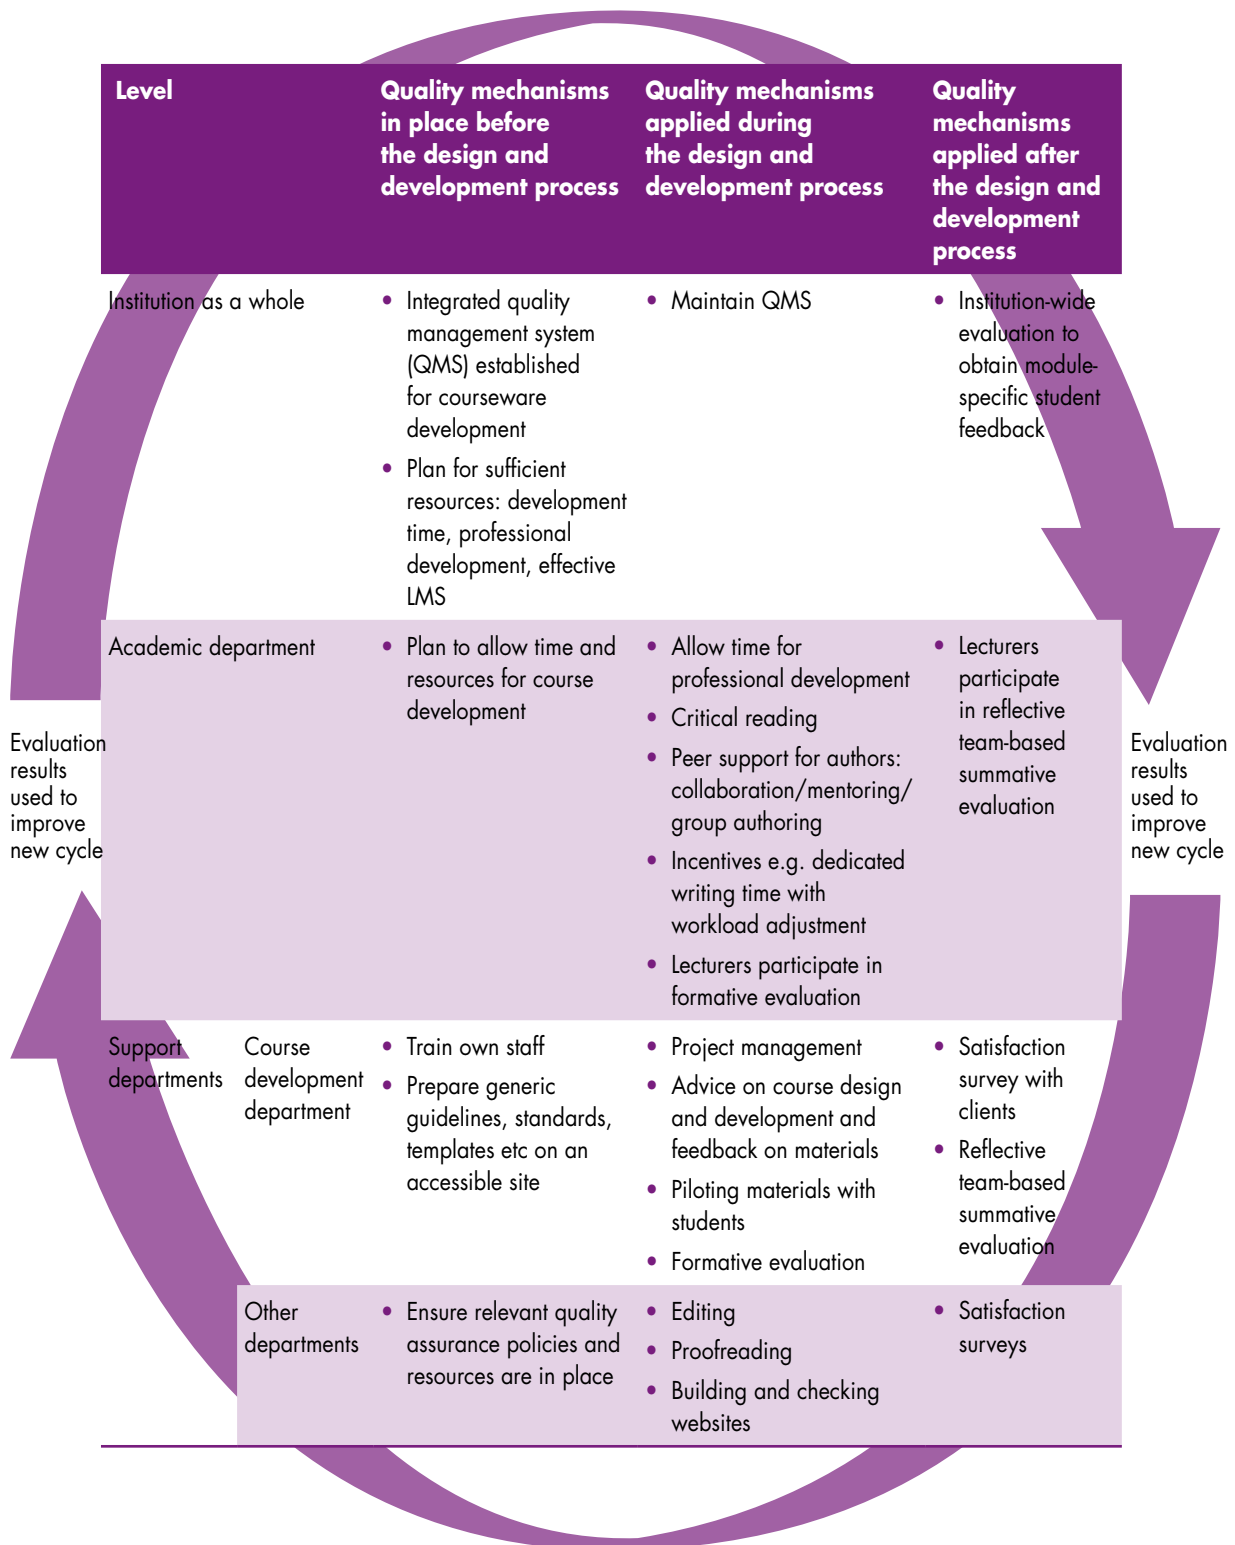 Level
Quality mechanisms
in place before
the design and
development process
Quality mechanisms
applied during
the design and
development process
Quality
mechanisms
applied after
the design and
development
process
Institution as a whole
• Integrated quality
management system
(QMS) established
for courseware
development
• Plan for sufficient
resources: development
time, professional
development, effective
LMS
• Maintain QMS
• Institution-wide
evaluation to
obtain module-
specific student
feedback
Academic department
• Plan to allow time and
resources for course
development
• Allow time for
professional development
• Critical reading
• Peer support for authors:
collaboration/mentoring/
group authoring
• Incentives e.g. dedicated
writing time with
workload adjustment
• Lecturers participate in
formative evaluation
• Lecturers
participate
in reflective
team-based
summative
evaluation
Evaluation
results
used to
improve
new cycle
Evaluation
results
used to
improve
new cycle
Support
departments
Course
development
department
• Train own staff
• Prepare generic
guidelines, standards,
templates etc on an
accessible site
• Project management
• Advice on course design
and development and
feedback on materials
• Piloting materials with
students
• Formative evaluation
• Satisfaction
survey with
clients
• Reflective
team-based
summative
evaluation
Other
departments
• Ensure relevant quality
assurance policies and
resources are in place
• Editing
• Proofreading
• Building and checking
websites
• Satisfaction
surveys